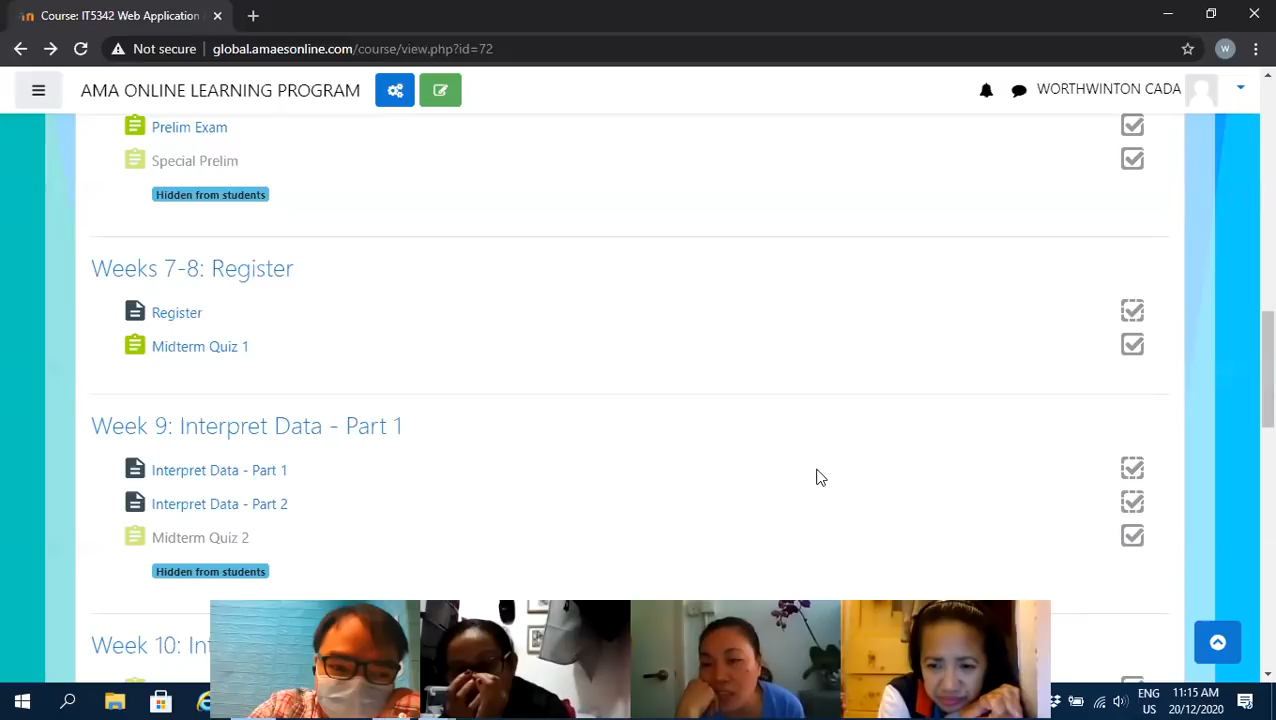 Course: IT5342 Web Application
Not secure global.amaesonline.com/course/view.php?id=72
W
AMA ONLINE LEARNING PROGRAM
WORTHWINTON CADA
Prelim Exam
Special Prelim
Hidden from students
Weeks 7-8: Register
Register
Midterm Quiz 1
Week 9: Interpret Data - Part 1
Interpret Data - Part 1
Interpret Data - Part 2
Midterm Quiz 2
Hidden from students
Week 10:
ENG
US
11:15 AM
20/12/2020